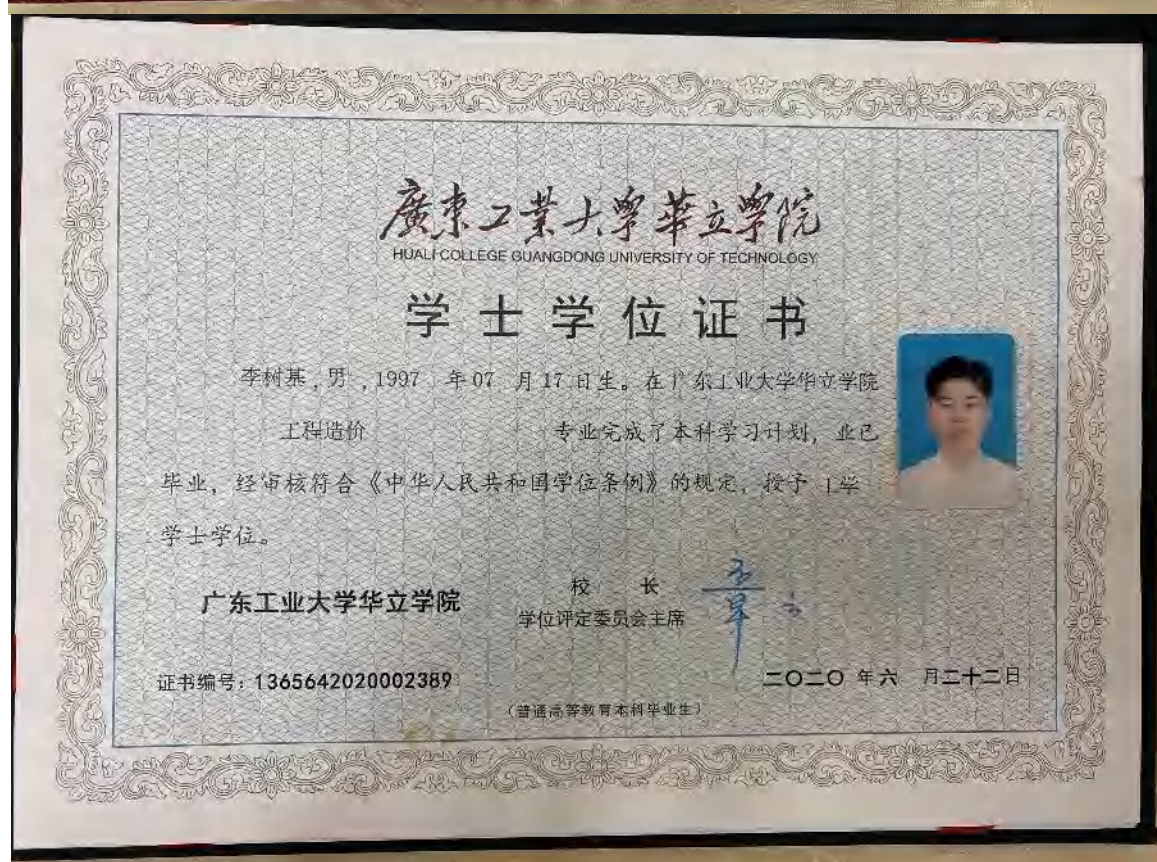 廣東工業大學華立學院
HUALI COLLEGE GUANGDONG UNIVERSITY OF TECHNOLOGY
学士学位证书
李树基，男，1997 年 07 月 17 日生。在广东工业大学华立学院
工程造价 专业完成了本科学习计划，业已
毕业，经审核符合《中华人民共和国学位条例》的规定，授予 工学
学士学位。
广东工业大学华立学院
校 长
学位评定委员会主席
证书编号：1365642020002389
二〇二〇 年 六 月二十二日
（普通高等教育本科毕业生）